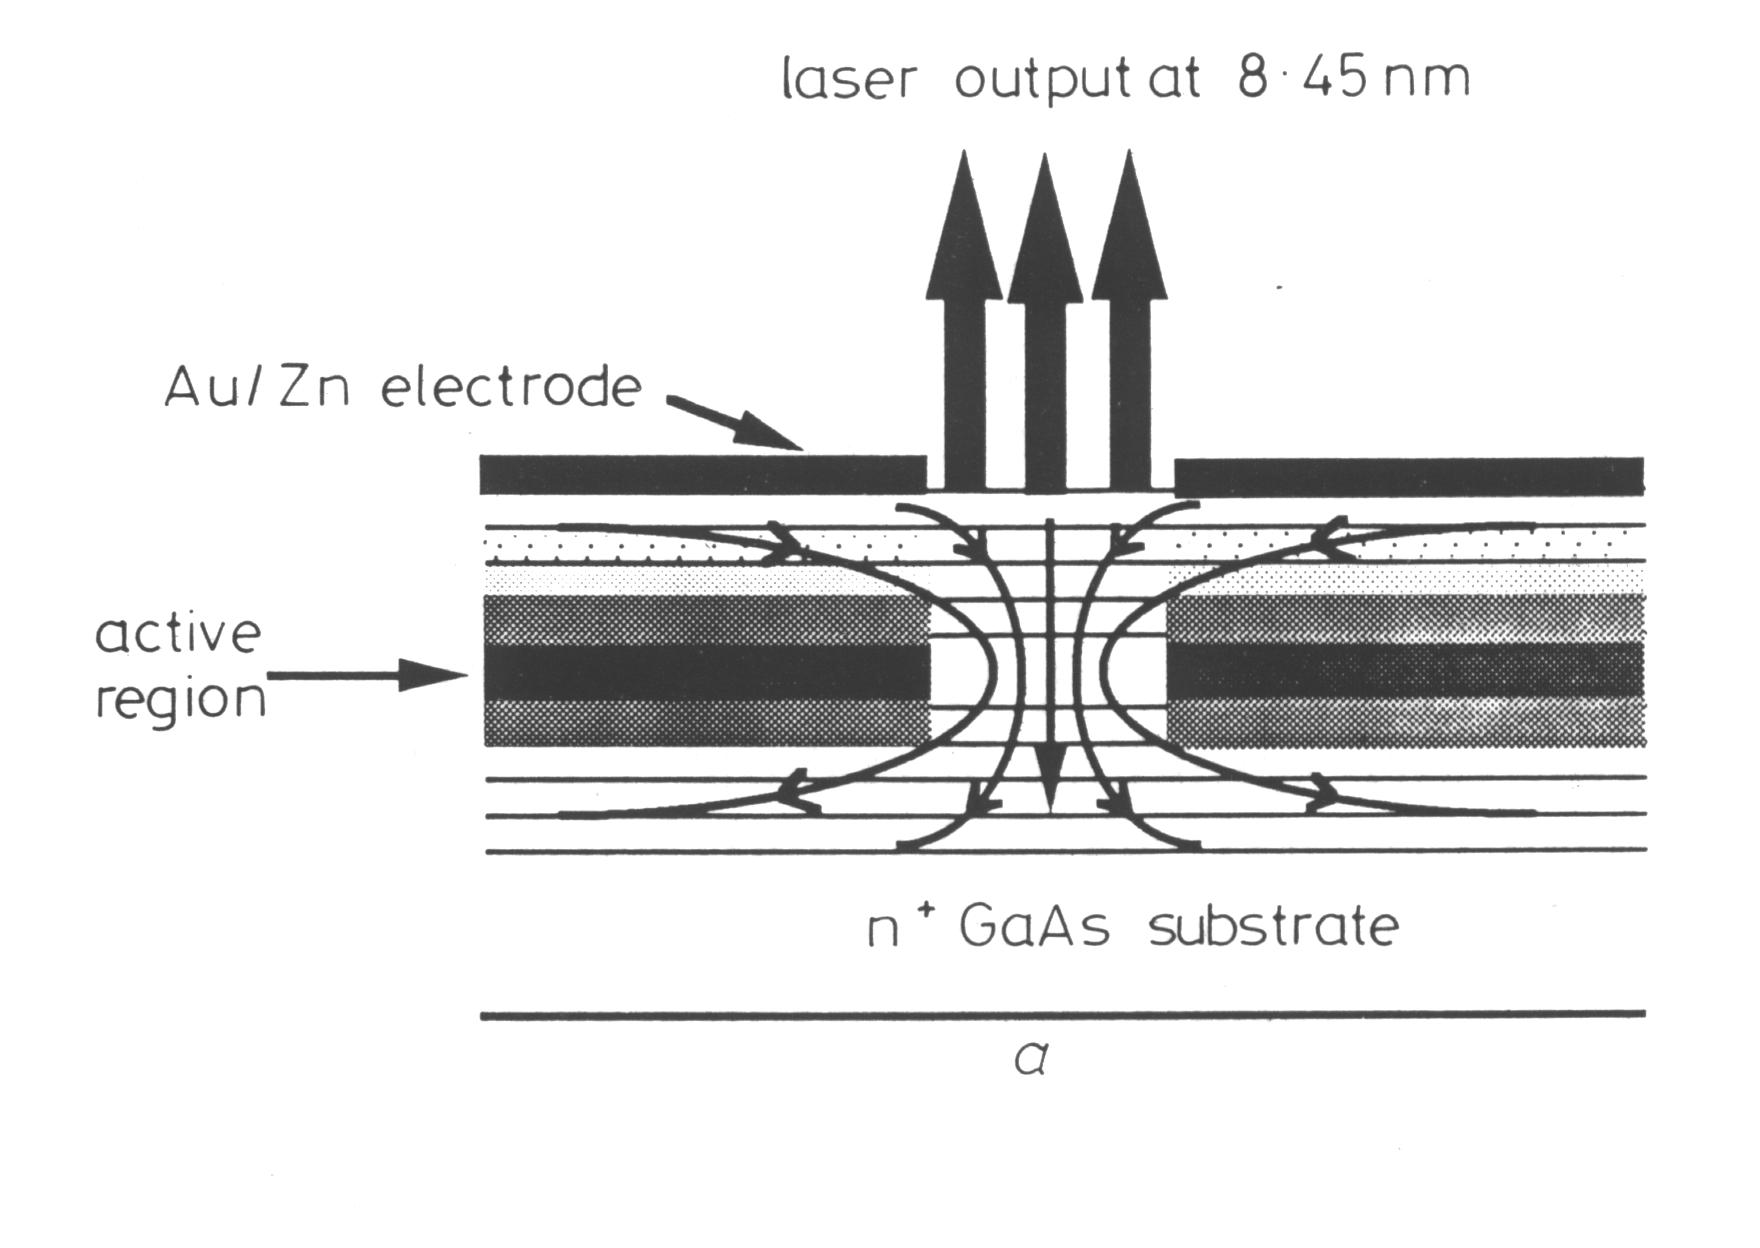 laser output at 8·45 nm
Au/Zn electrode
active
region
n⁺ GaAs substrate
a